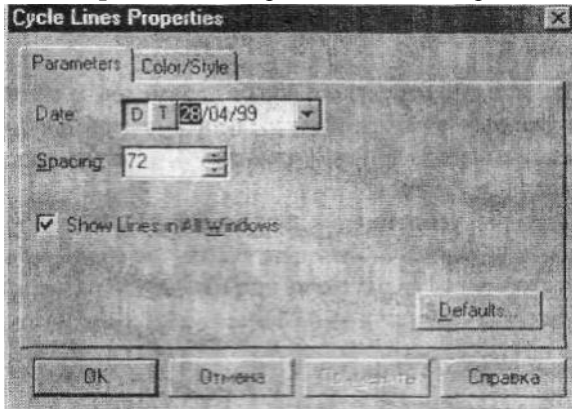 Cycle Lines Properties
Parameters Color/Style
Date: D T 28/04/99
Spacing: 72
Show Lines in All Windows
Defaults...
OK Отмена Справка